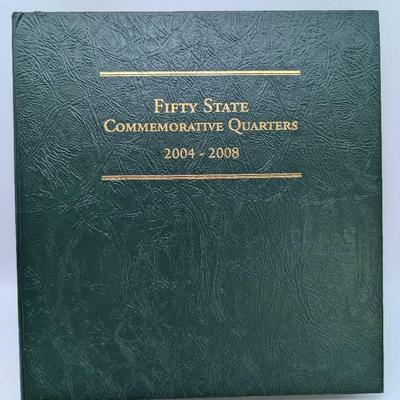 Fifty State
Commemorative Quarters
2004 - 2008